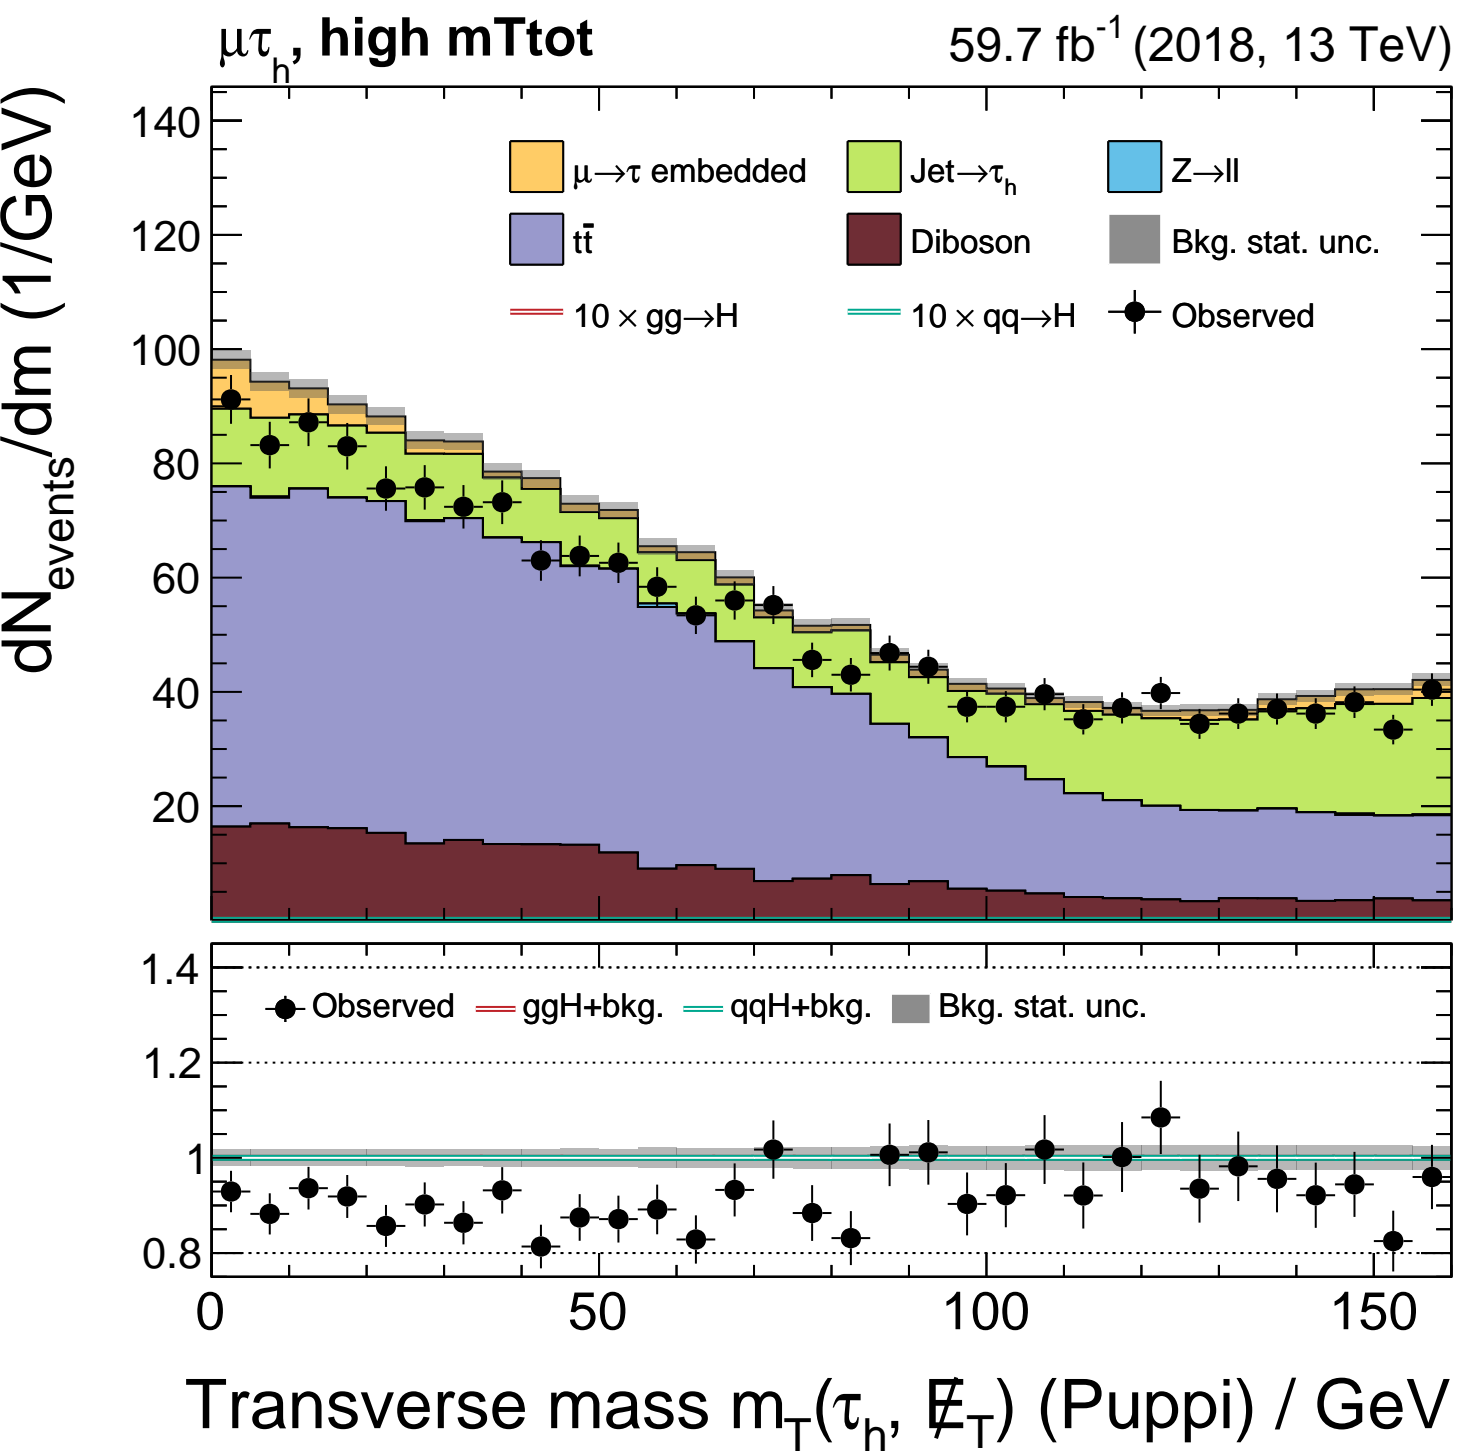 μτh, high mTtot 59.7 fb-1 (2018, 13 TeV)
dNevents/dm (1/GeV)
140
120
100
80
60
40
20
μ→τ embedded Jet→τh Z→ll
tt̄ Diboson Bkg. stat. unc.
10 × gg→H 10 × qq→H Observed
1.4
1.2
1
0.8
Observed ggH+bkg. qqH+bkg. Bkg. stat. unc.
0 50 100 150
Transverse mass mT(τh, E̸T) (Puppi) / GeV